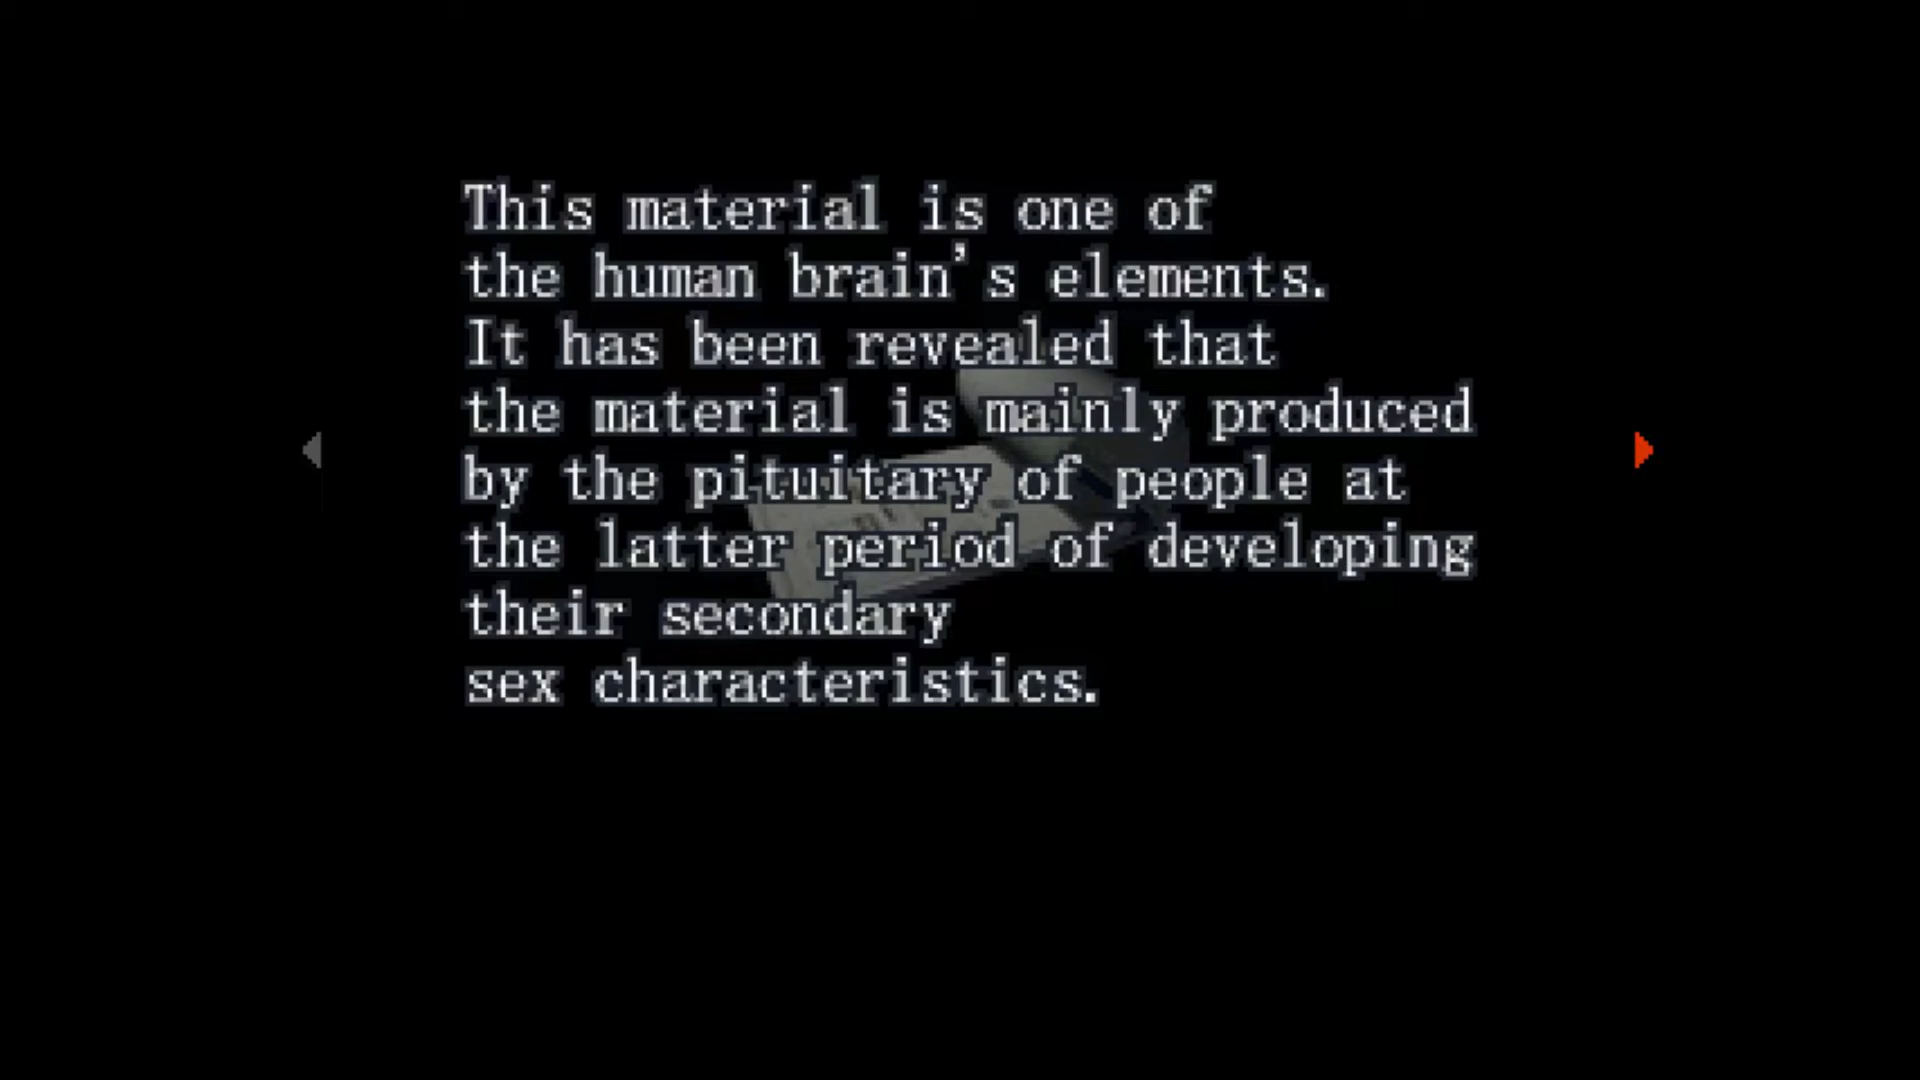 This material is one of
the human brain's elements.
It has been revealed that
the material is mainly produced
by the pituitary of people at
the latter period of developing
their secondary
sex characteristics.